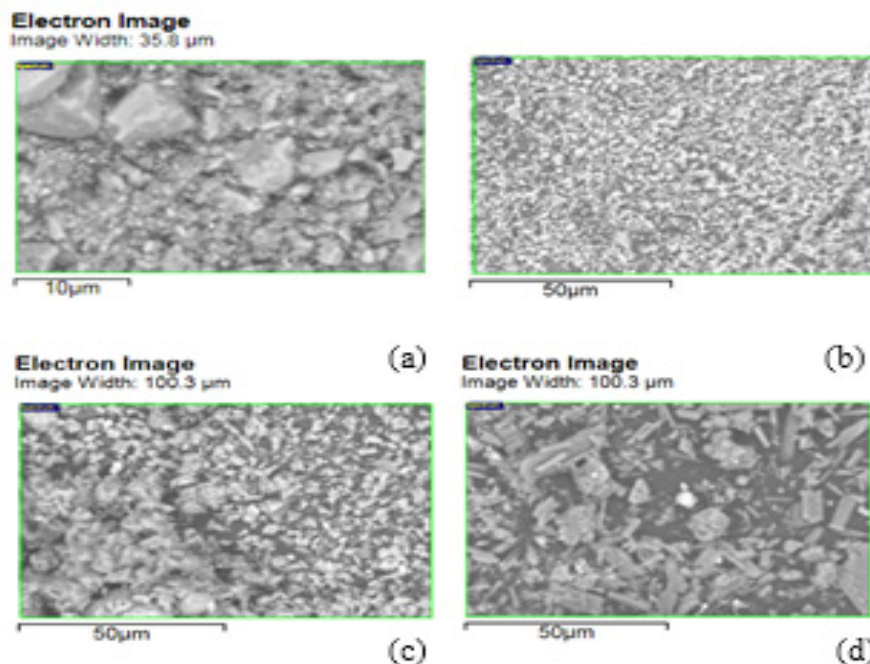 Electron Image
Image Width: 35.8 µm
10µm
50µm
(a)
(b)
Electron Image
Image Width: 100.3 µm
Electron Image
Image Width: 100.3 µm
50µm
50µm
(c)
(d)